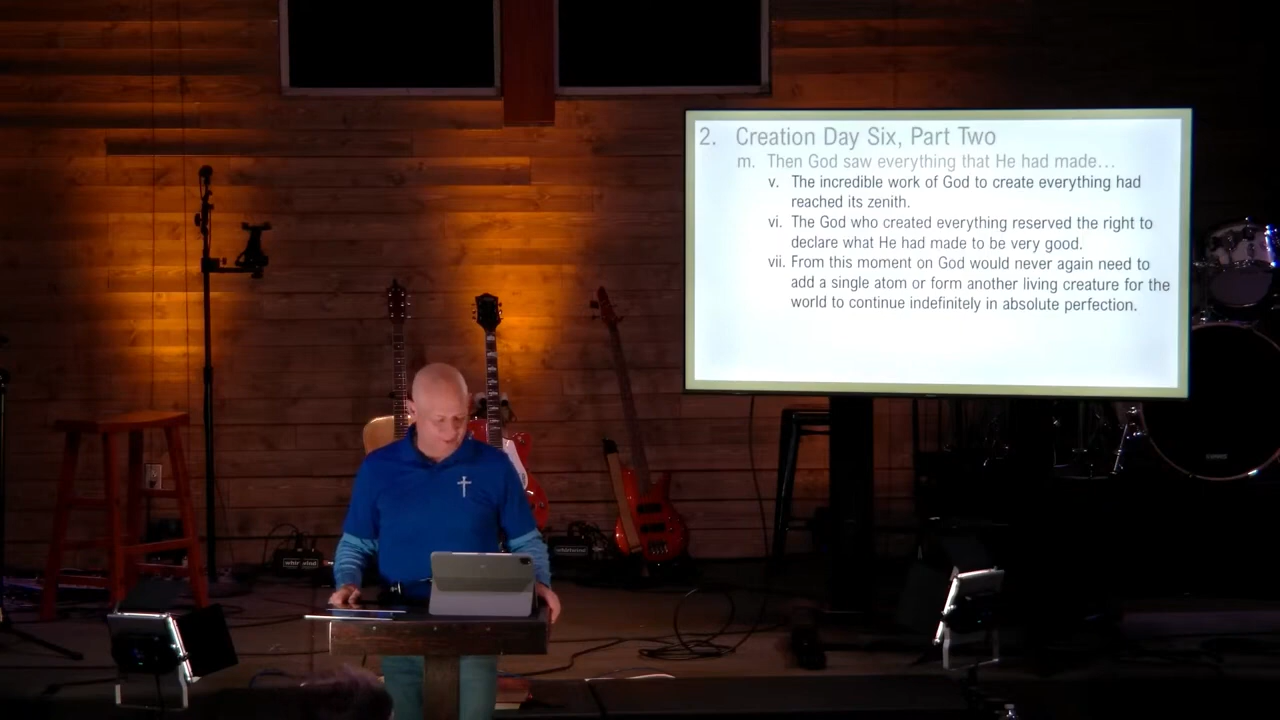 2. Creation Day Six, Part Two
m. Then God saw everything that He had made…
v. The incredible work of God to create everything had
reached its zenith.
vi. The God who created everything reserved the right to
declare what He had made to be very good.
vii. From this moment on God would never again need to
add a single atom or form another living creature for the
world to continue indefinitely in absolute perfection.
whirlwind
whirlwind